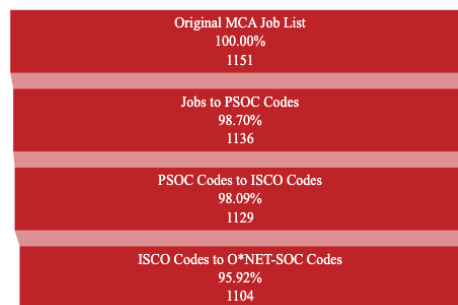 Original MCA Job List
100.00%
1151
Jobs to PSOC Codes
98.70%
1136
PSOC Codes to ISCO Codes
98.09%
1129
ISCO Codes to O*NET-SOC Codes
95.92%
1104